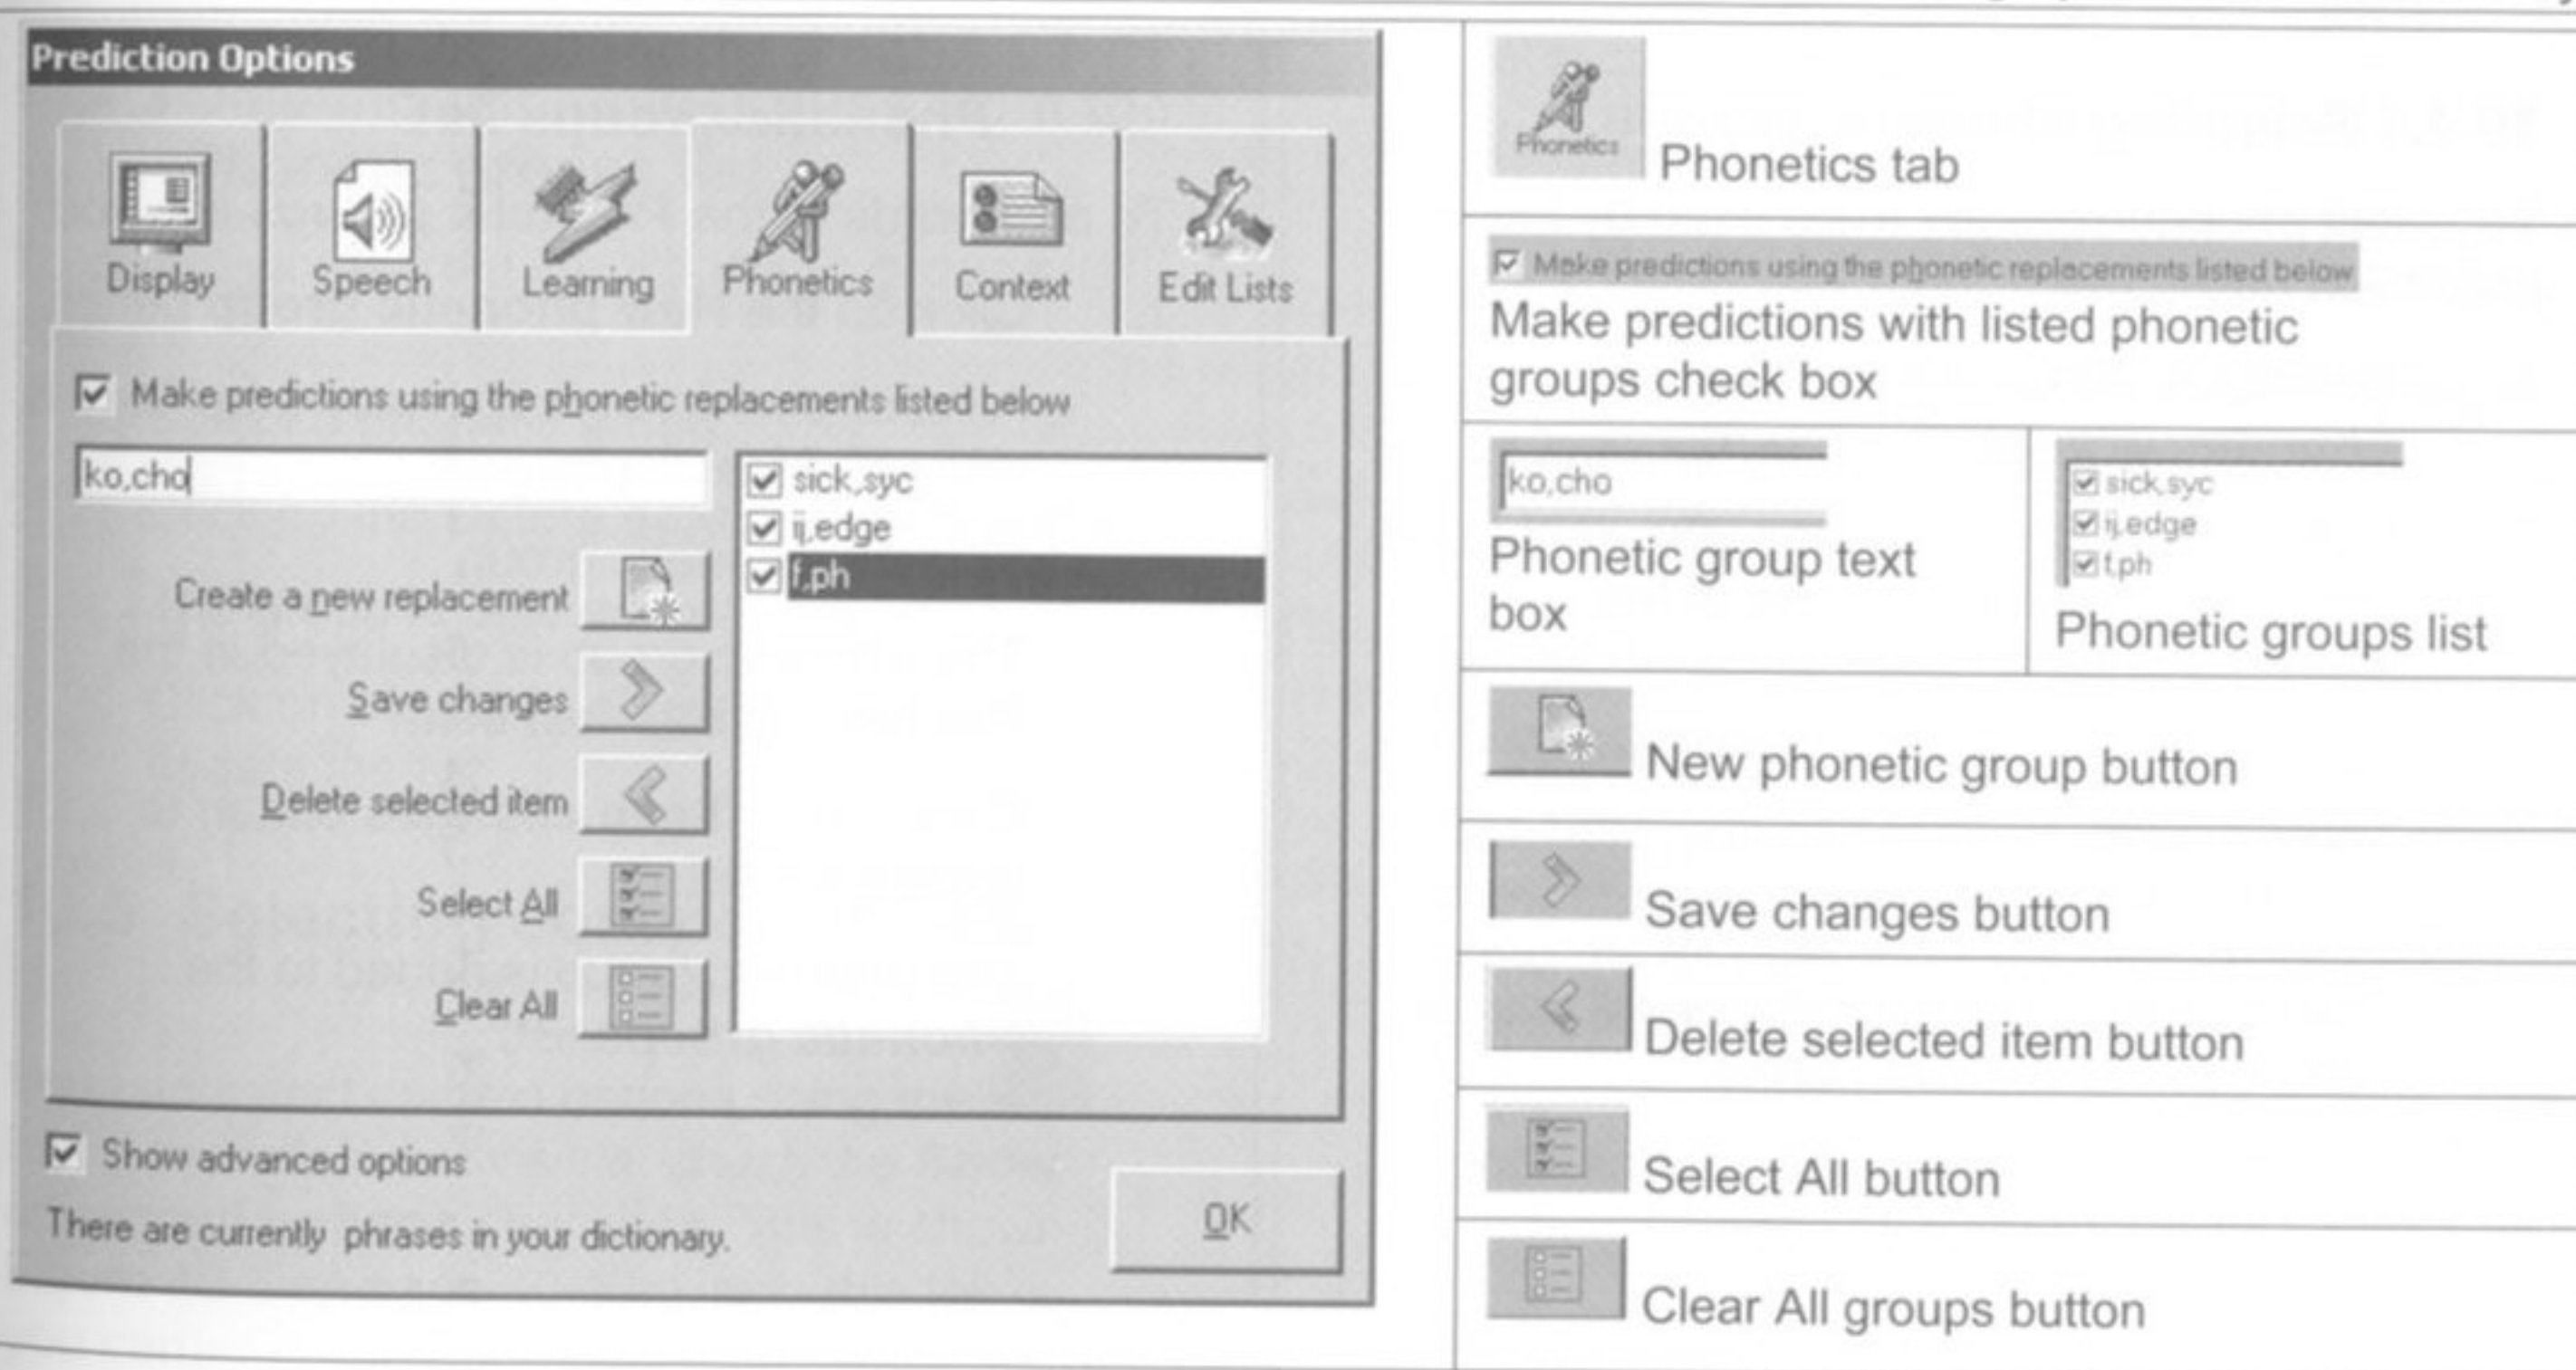 Prediction Options
Display
Speech
Learning
Phonetics
Context
Edit Lists
Make predictions using the phonetic replacements listed below
ko,cho
sick,syc
ij,edge
f,ph
Create a new replacement
Save changes
Delete selected item
Select All
Clear All
Show advanced options
There are currently phrases in your dictionary.
OK
Phonetics
Phonetics tab
Make predictions using the phonetic replacements listed below
Make predictions with listed phonetic
groups check box
ko,cho
Phonetic group text
box
sick,syc
ij,edge
f,ph
Phonetic groups list
New phonetic group button
Save changes button
Delete selected item button
Select All button
Clear All groups button